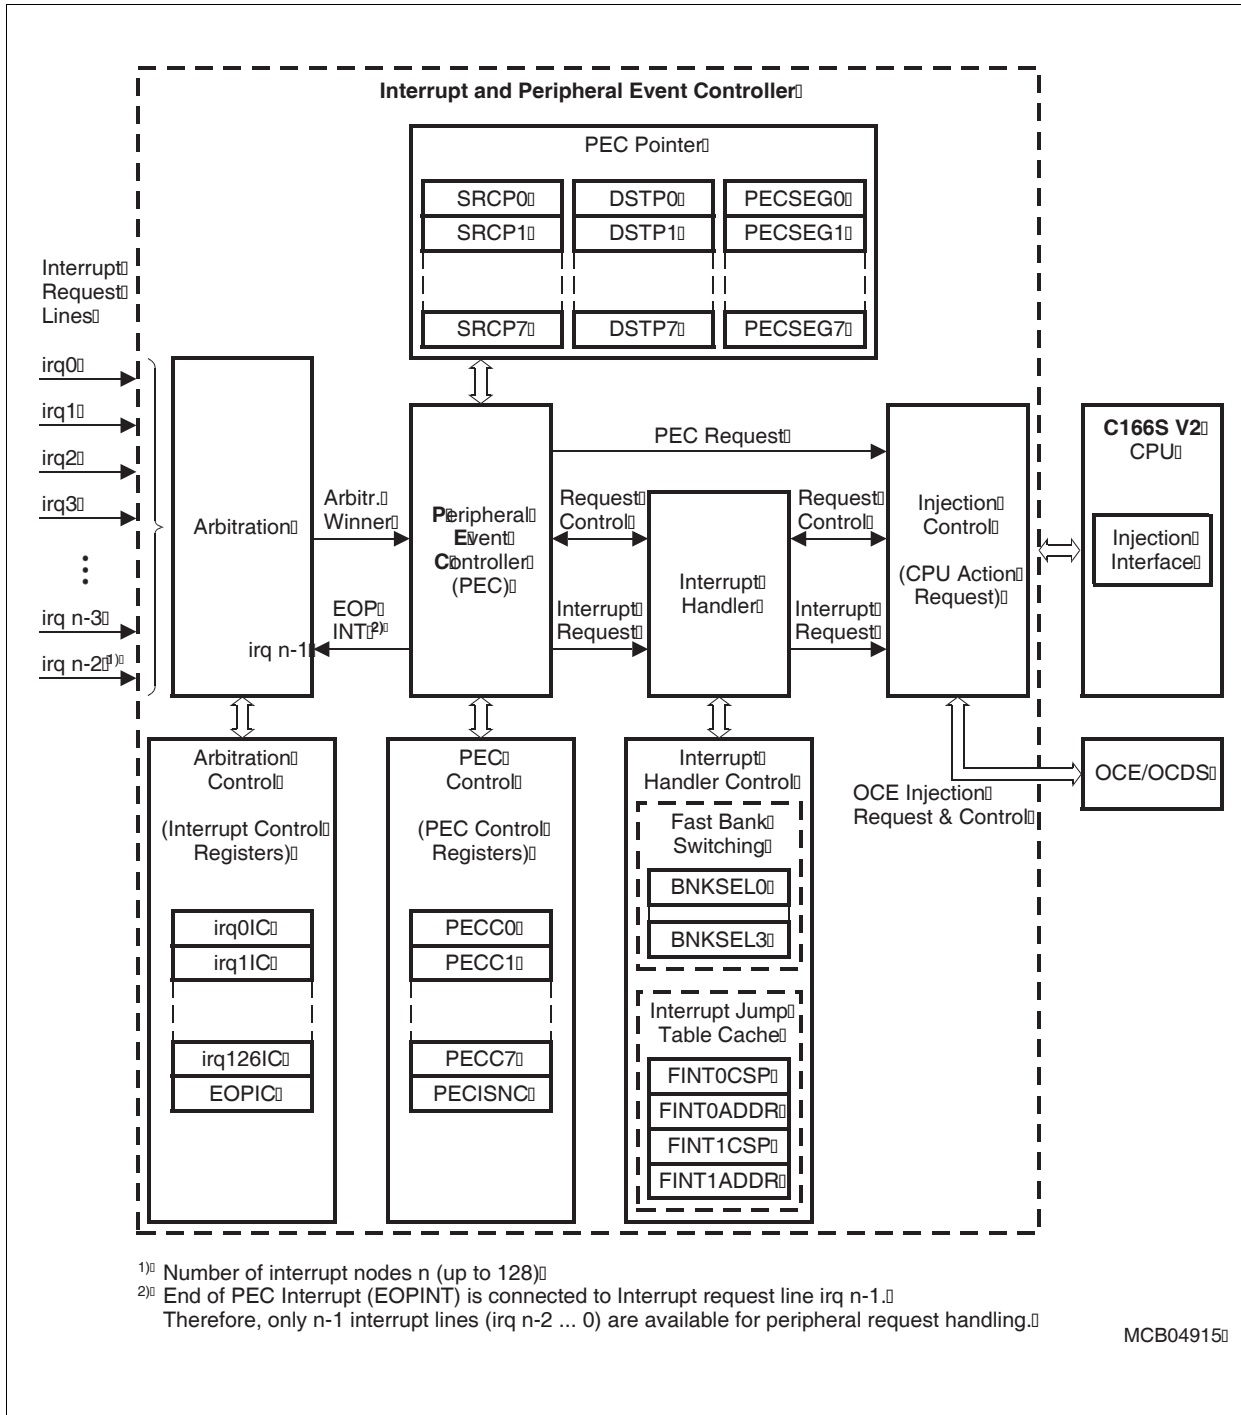 Interrupt and Peripheral Event Controller
PEC Pointer
SRCP0 DSTP0 PECSEG0
SRCP1 DSTP1 PECSEG1
SRCP7 DSTP7 PECSEG7
Interrupt
Request
Lines
irq0
irq1
irq2
irq3
irq n-3
irq n-2 1)
Arbitration
irq n-1
Arbitr.
Winner
EOP
INT 2)
Peripheral
Event
Controller
(PEC)
PEC Request
Request
Control
Interrupt
Request
Interrupt
Handler
Request
Control
Interrupt
Request
Injection
Control
(CPU Action
Request)
C166S V2
CPU
Injection
Interface
OCE/OCDS
OCE Injection
Request & Control
Arbitration
Control
(Interrupt Control
Registers)
irq0IC
irq1IC
irq126IC
EOPIC
PEC
Control
(PEC Control
Registers)
PECC0
PECC1
PECC7
PECISNC
Interrupt
Handler Control
Fast Bank
Switching
BNKSEL0
BNKSEL3
Interrupt Jump
Table Cache
FINT0CSP
FINT0ADDR
FINT1CSP
FINT1ADDR
1) Number of interrupt nodes n (up to 128)
2) End of PEC Interrupt (EOPINT) is connected to Interrupt request line irq n-1.
Therefore, only n-1 interrupt lines (irq n-2 ... 0) are available for peripheral request handling.
MCB04915